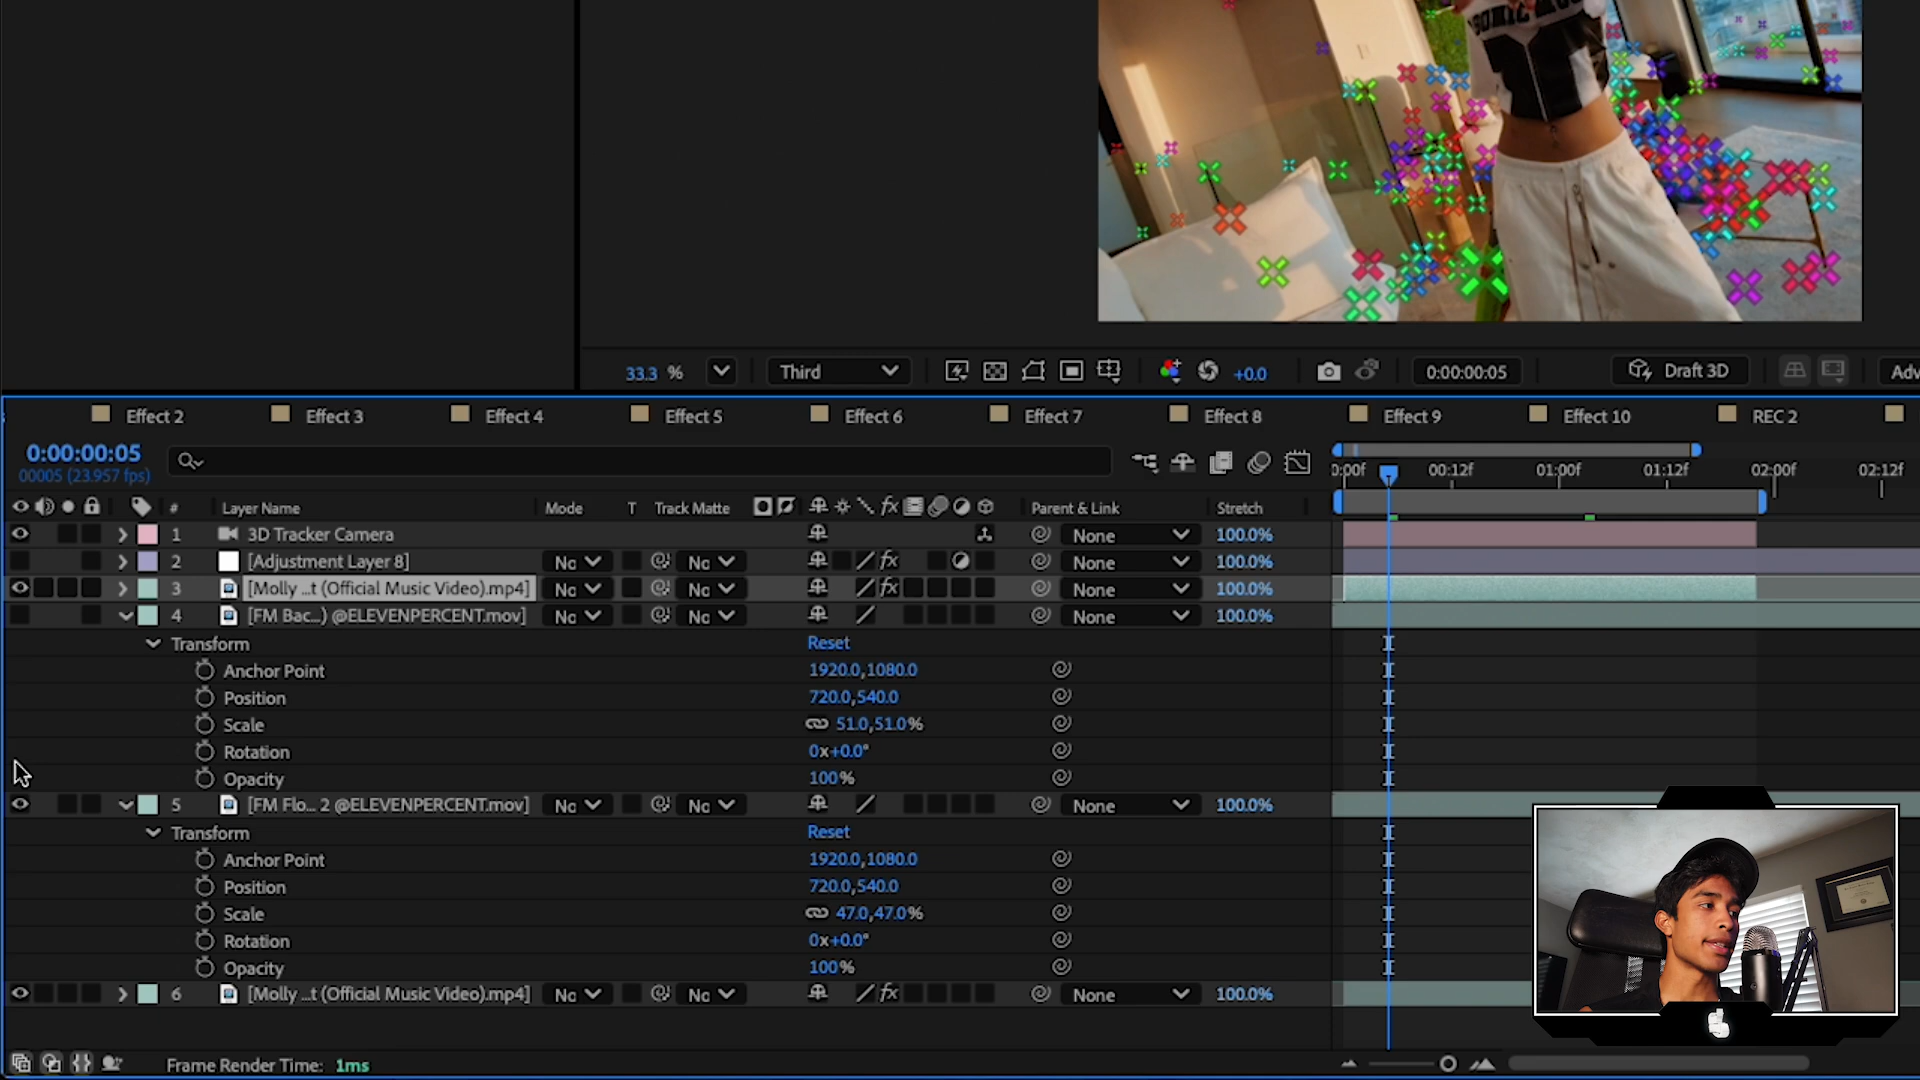 SONIC
33.3 %
Third
+0.0
0:00:00:05
Draft 3D
Adv
Effect 2
Effect 3
Effect 4
Effect 5
Effect 6
Effect 7
Effect 8
Effect 9
Effect 10
REC 2
0:00:00:05
00005 (23.957 fps)
0:00f 00:12f 01:00f 01:12f 02:00f 02:12f
# Layer Name Mode T Track Matte fx Parent & Link Stretch
1 3D Tracker Camera None 100.0%
2 [Adjustment Layer 8] No No fx None 100.0%
3 [Molly ...t (Official Music Video).mp4] No No fx None 100.0%
4 [FM Bac...) @ELEVENPERCENT.mov] No No None 100.0%
Transform Reset
Anchor Point 1920.0,1080.0
Position 720.0,540.0
Scale 51.0,51.0%
Rotation 0x+0.0°
Opacity 100%
5 [FM Flo... 2 @ELEVENPERCENT.mov] No No None 100.0%
Transform Reset
Anchor Point 1920.0,1080.0
Position 720.0,540.0
Scale 47.0,47.0%
Rotation 0x+0.0°
Opacity 100%
6 [Molly ...t (Official Music Video).mp4] No No fx None 100.0%
Frame Render Time: 1ms